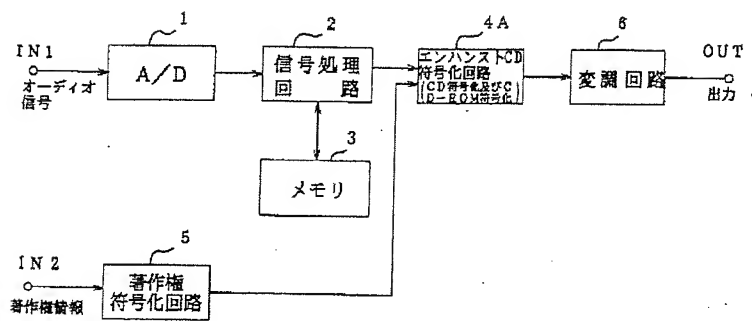 1
2
4A
6
IN1
OUT
A/D
信号処理
回 路
エンハンストCD
符号化回路
(CD符号化及びC
D-ROM符号化)
変調回路
オーディオ
信号
出力
3
メモリ
5
IN2
著作権
符号化回路
著作権情報